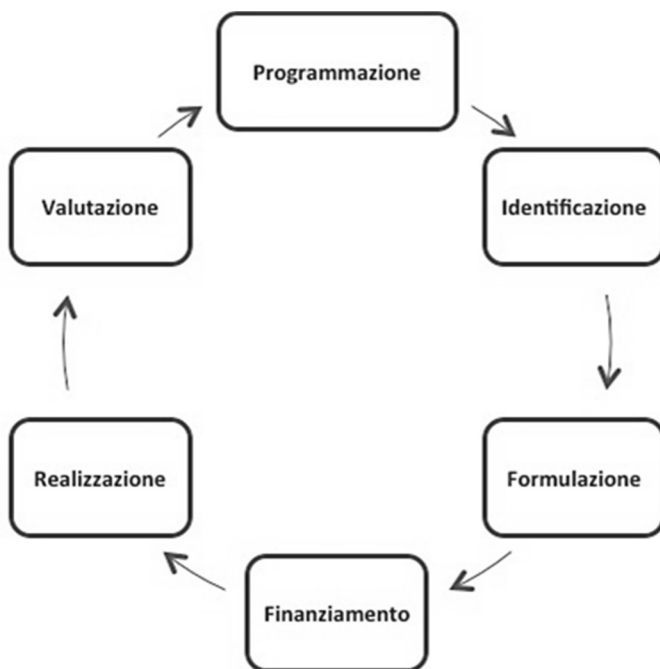 Programmazione
Identificazione
Formulazione
Finanziamento
Realizzazione
Valutazione